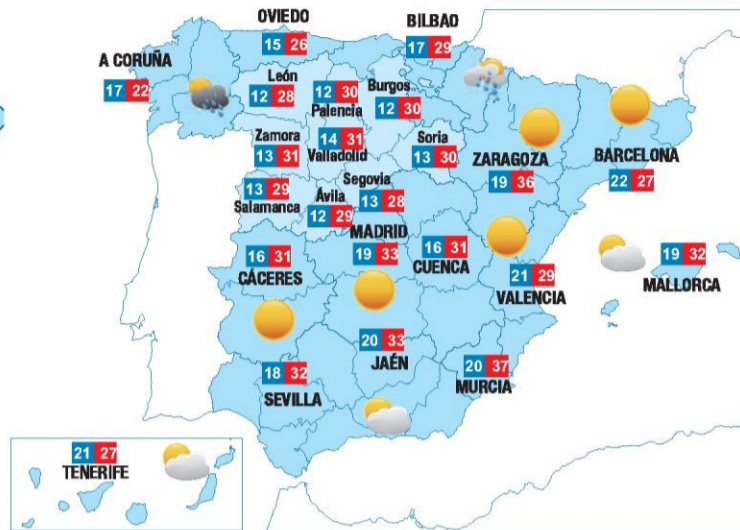 OVIEDO
15 26
BILBAO
17 29
A CORUÑA
17 22
León
12 28
12 30
Palencia
Burgos
12 30
Zamora
13 31
14 31
Valladolid
Soria
13 30
ZARAGOZA
19 36
BARCELONA
22 27
13 29
Salamanca
Ávila
12 29
Segovia
13 28
MADRID
19 33
16 31
CUENCA
16 31
CÁCERES
21 29
VALENCIA
19 32
MALLORCA
20 33
JAÉN
18 32
SEVILLA
20 37
MURCIA
21 27
TENERIFE